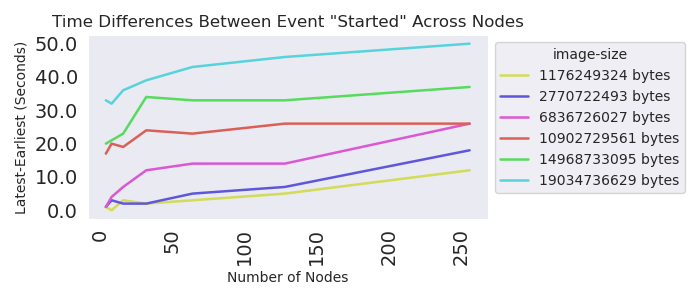 Time Differences Between Event "Started" Across Nodes
Latest-Earliest (Seconds)
50.0
40.0
30.0
20.0
10.0
0.0
0
50
100
150
200
250
Number of Nodes
image-size
1176249324 bytes
2770722493 bytes
6836726027 bytes
10902729561 bytes
14968733095 bytes
19034736629 bytes